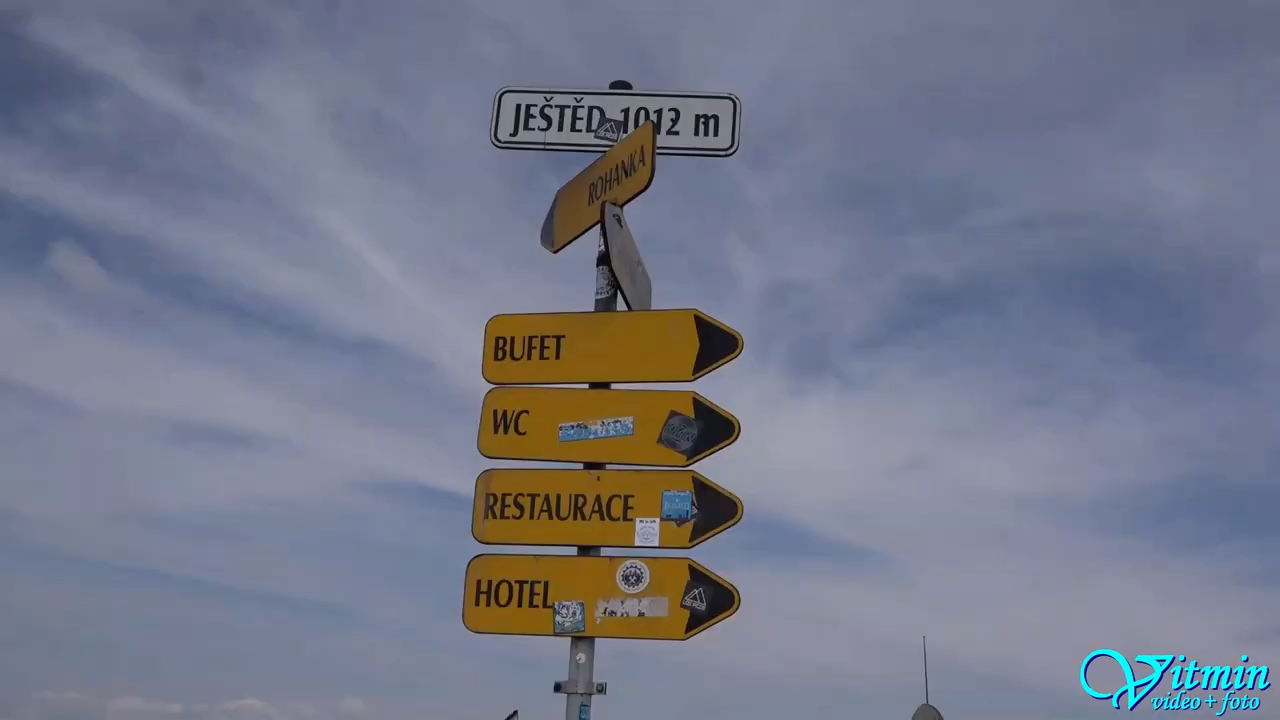 JEŠTĚD 1012 m
ROHANKA
BUFET
WC
RESTAURACE
HOTEL
Vitmin
video + foto